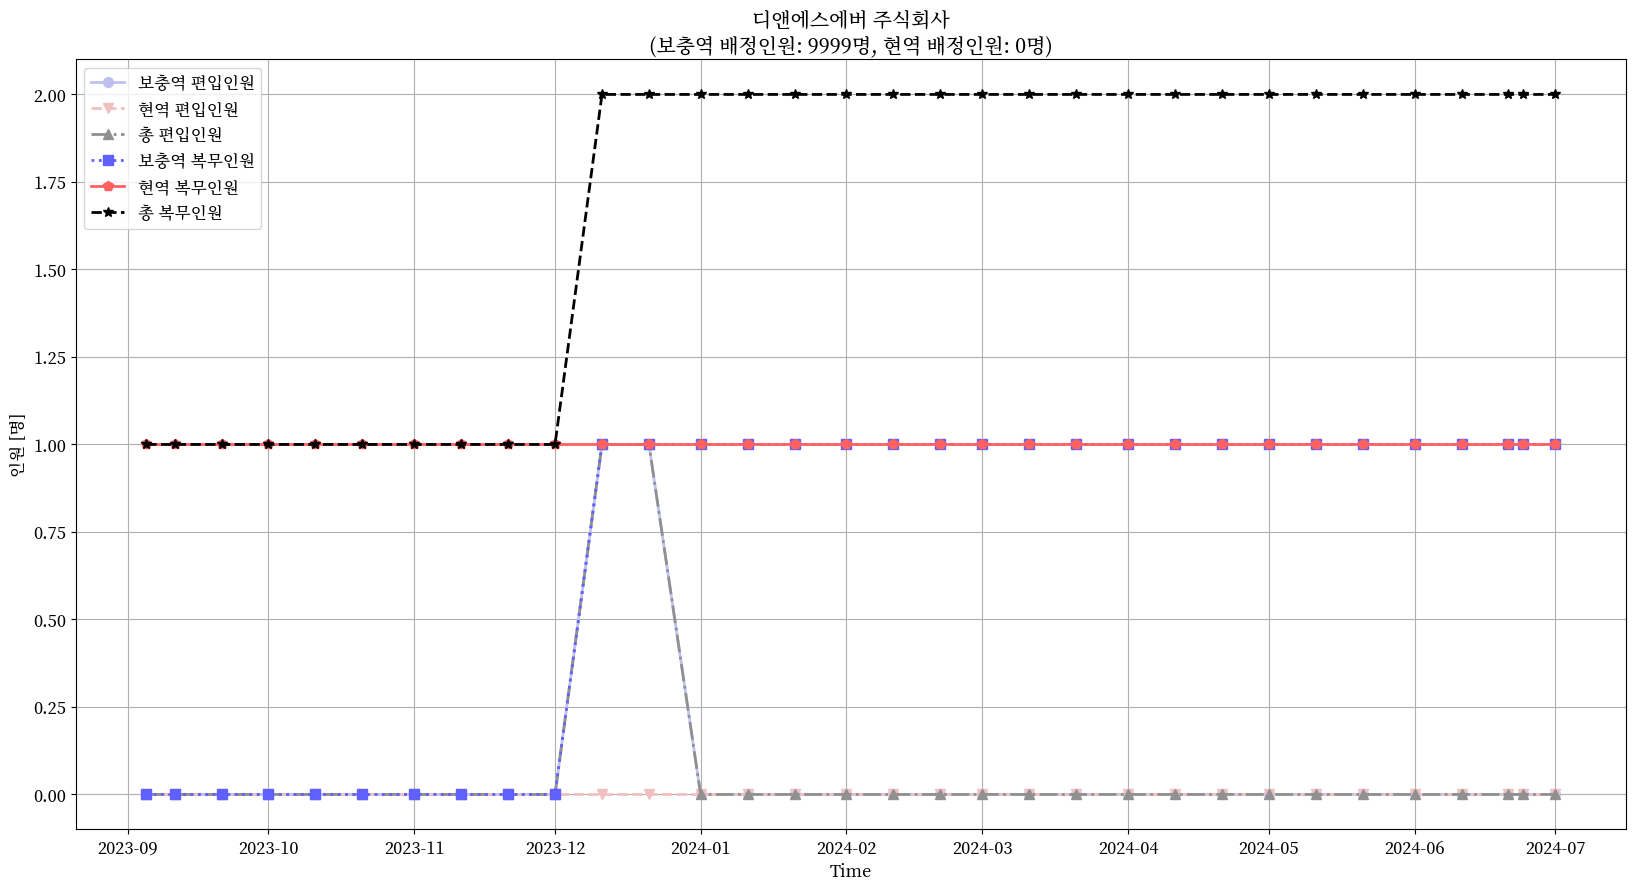 디앤에스에버 주식회사
(보충역 배정인원: 9999명, 현역 배정인원: 0명)
보충역 편입인원
현역 편입인원
총 편입인원
보충역 복무인원
현역 복무인원
총 복무인원
2.00
1.75
1.50
1.25
1.00
0.75
0.50
0.25
0.00
인원 [명]
2023-09 2023-10 2023-11 2023-12 2024-01 2024-02 2024-03 2024-04 2024-05 2024-06 2024-07
Time